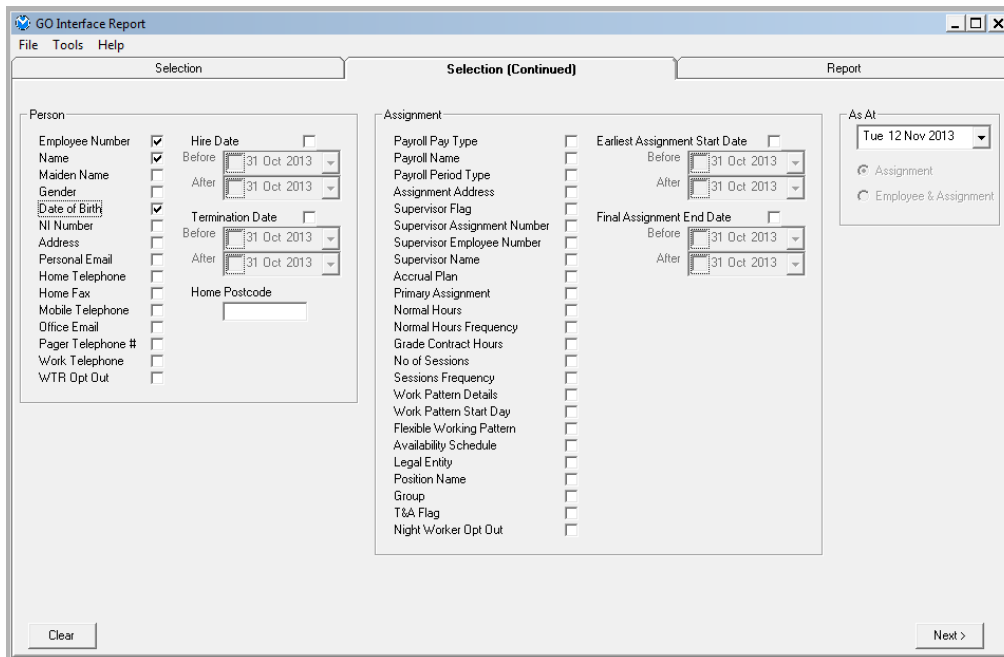 GO Interface Report
File Tools Help
Selection
Selection (Continued)
Report
Person
Employee Number
Name
Maiden Name
Gender
Date of Birth
NI Number
Address
Personal Email
Home Telephone
Home Fax
Mobile Telephone
Office Email
Pager Telephone #
Work Telephone
WTR Opt Out
Hire Date
Before 31 Oct 2013
After 31 Oct 2013
Termination Date
Before 31 Oct 2013
After 31 Oct 2013
Home Postcode
Assignment
Payroll Pay Type
Payroll Name
Payroll Period Type
Assignment Address
Supervisor Flag
Supervisor Assignment Number
Supervisor Employee Number
Supervisor Name
Accrual Plan
Primary Assignment
Normal Hours
Normal Hours Frequency
Grade Contract Hours
No of Sessions
Sessions Frequency
Work Pattern Details
Work Pattern Start Day
Flexible Working Pattern
Availability Schedule
Legal Entity
Position Name
Group
T&A Flag
Night Worker Opt Out
Earliest Assignment Start Date
Before 31 Oct 2013
After 31 Oct 2013
Final Assignment End Date
Before 31 Oct 2013
After 31 Oct 2013
As At
Tue 12 Nov 2013
Assignment
Employee & Assignment
Clear
Next >